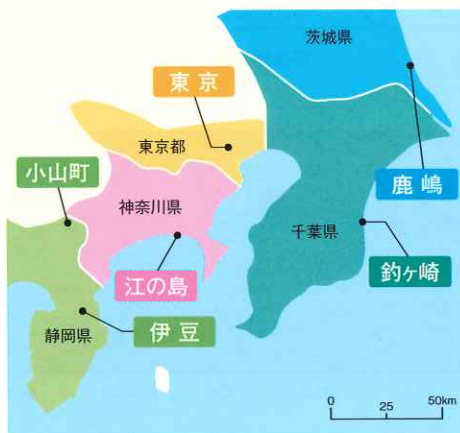 茨城県
東京
東京都
小山町
鹿嶋
神奈川県
千葉県
釣ヶ崎
江の島
伊豆
静岡県
0 25 50km